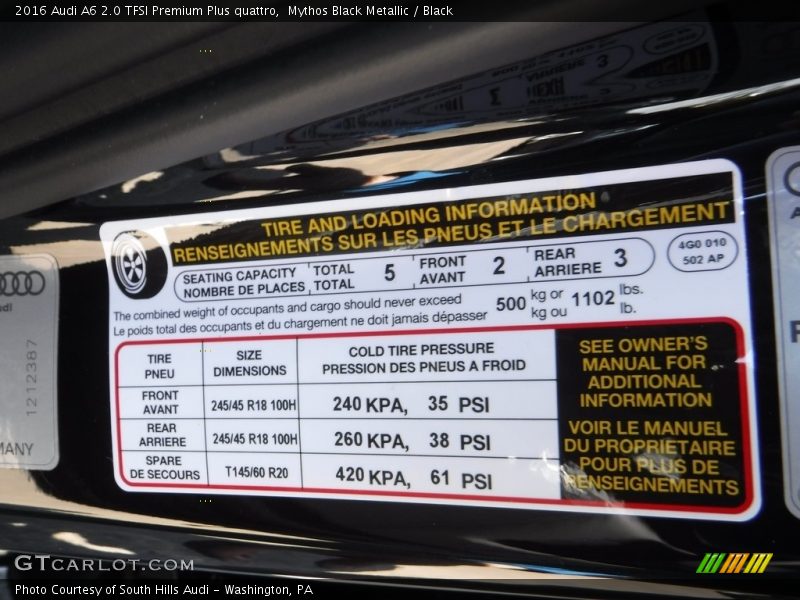 2016 Audi A6 2.0 TFSI Premium Plus quattro, Mythos Black Metallic / Black
TIRE AND LOADING INFORMATION
RENSEIGNEMENTS SUR LES PNEUS ET LE CHARGEMENT
SEATING CAPACITY
NOMBRE DE PLACES
TOTAL
TOTAL
5
FRONT
AVANT
2
REAR
ARRIERE
3
4G0 010
502 AP
The combined weight of occupants and cargo should never exceed
Le poids total des occupants et du chargement ne doit jamais dépasser
500
kg or
kg ou
1102
lbs.
lb.
TIRE
PNEU
SIZE
DIMENSIONS
COLD TIRE PRESSURE
PRESSION DES PNEUS A FROID
FRONT
AVANT
245/45 R18 100H
240 KPA, 35 PSI
REAR
ARRIERE
245/45 R18 100H
260 KPA, 38 PSI
SPARE
DE SECOURS
T145/60 R20
420 KPA, 61 PSI
SEE OWNER'S
MANUAL FOR
ADDITIONAL
INFORMATION
VOIR LE MANUEL
DU PROPRIETAIRE
POUR PLUS DE
RENSEIGNEMENTS
1212387
GTCARLOT.COM
Photo Courtesy of South Hills Audi - Washington, PA